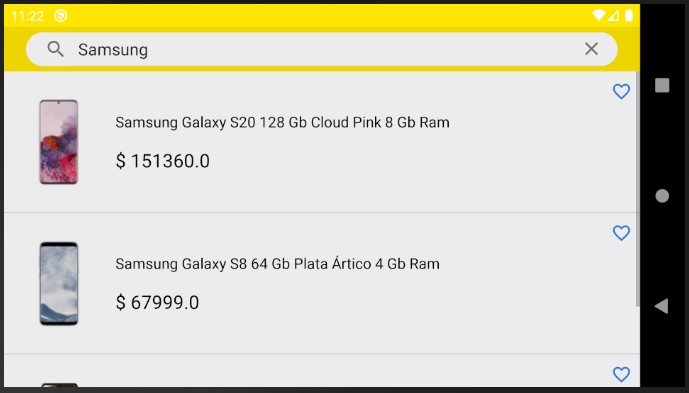 11:22
Samsung
Samsung Galaxy S20 128 Gb Cloud Pink 8 Gb Ram
$ 151360.0
Samsung Galaxy S8 64 Gb Plata Ártico 4 Gb Ram
$ 67999.0